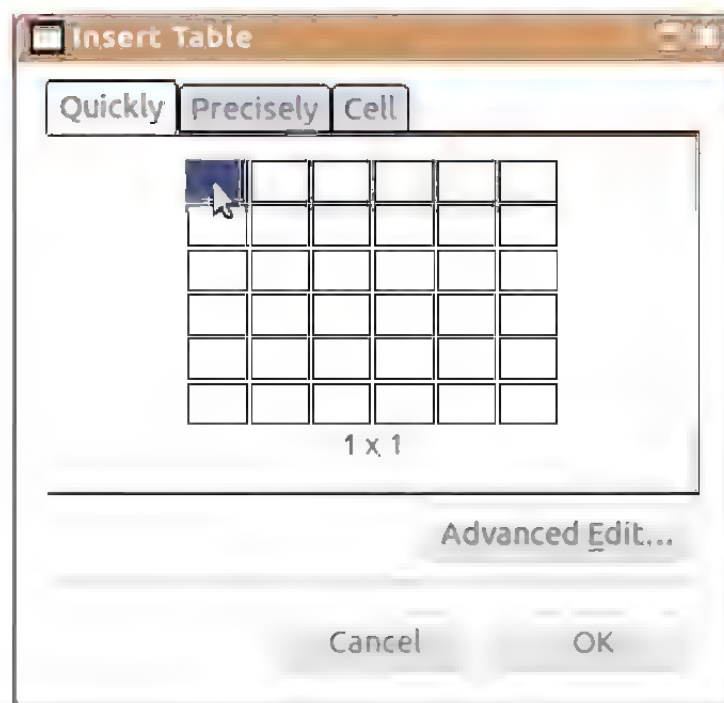 Insert Table
Quickly Precisely Cell
1 x 1
Advanced Edit...
Cancel OK